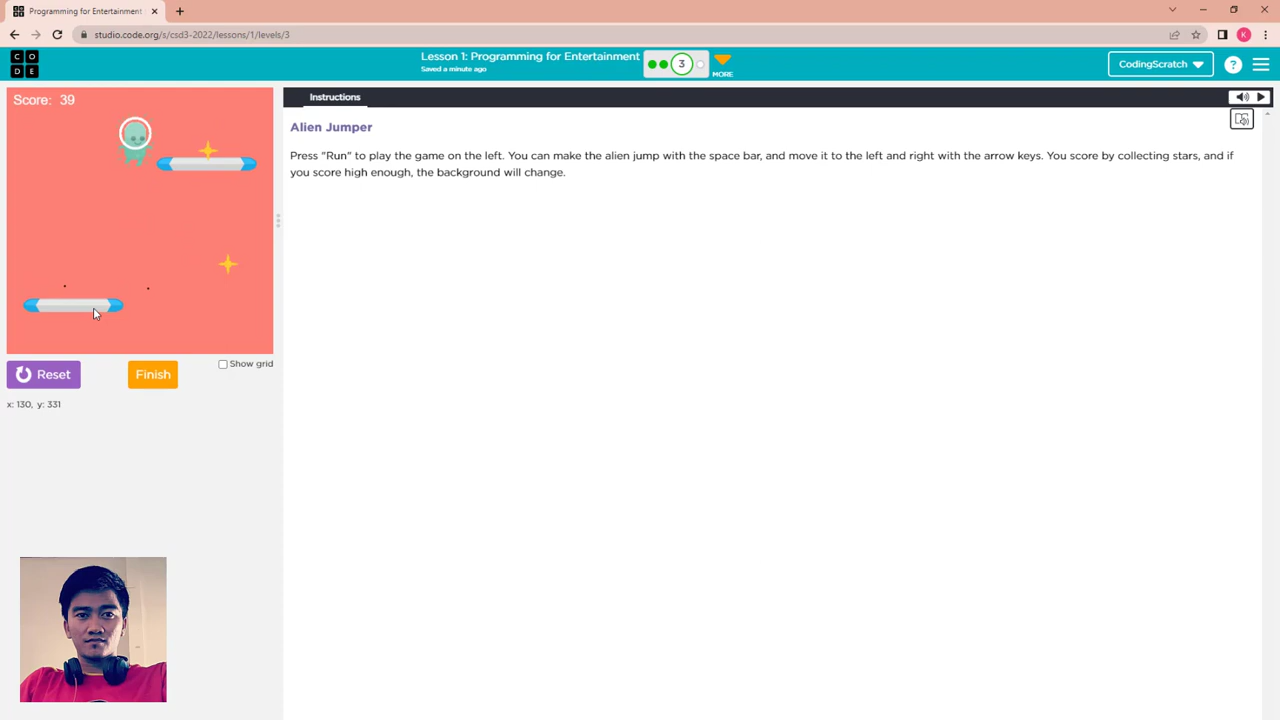 Programming for Entertainment
studio.code.org/s/csd3-2022/lessons/1/levels/3
K
C O
D E
Lesson 1: Programming for Entertainment
Saved a minute ago
3
MORE
CodingScratch
?
Score: 39
Instructions
Alien Jumper
Press "Run" to play the game on the left. You can make the alien jump with the space bar, and move it to the left and right with the arrow keys. You score by collecting stars, and if
you score high enough, the background will change.
Show grid
Reset
Finish
x: 130, y: 331